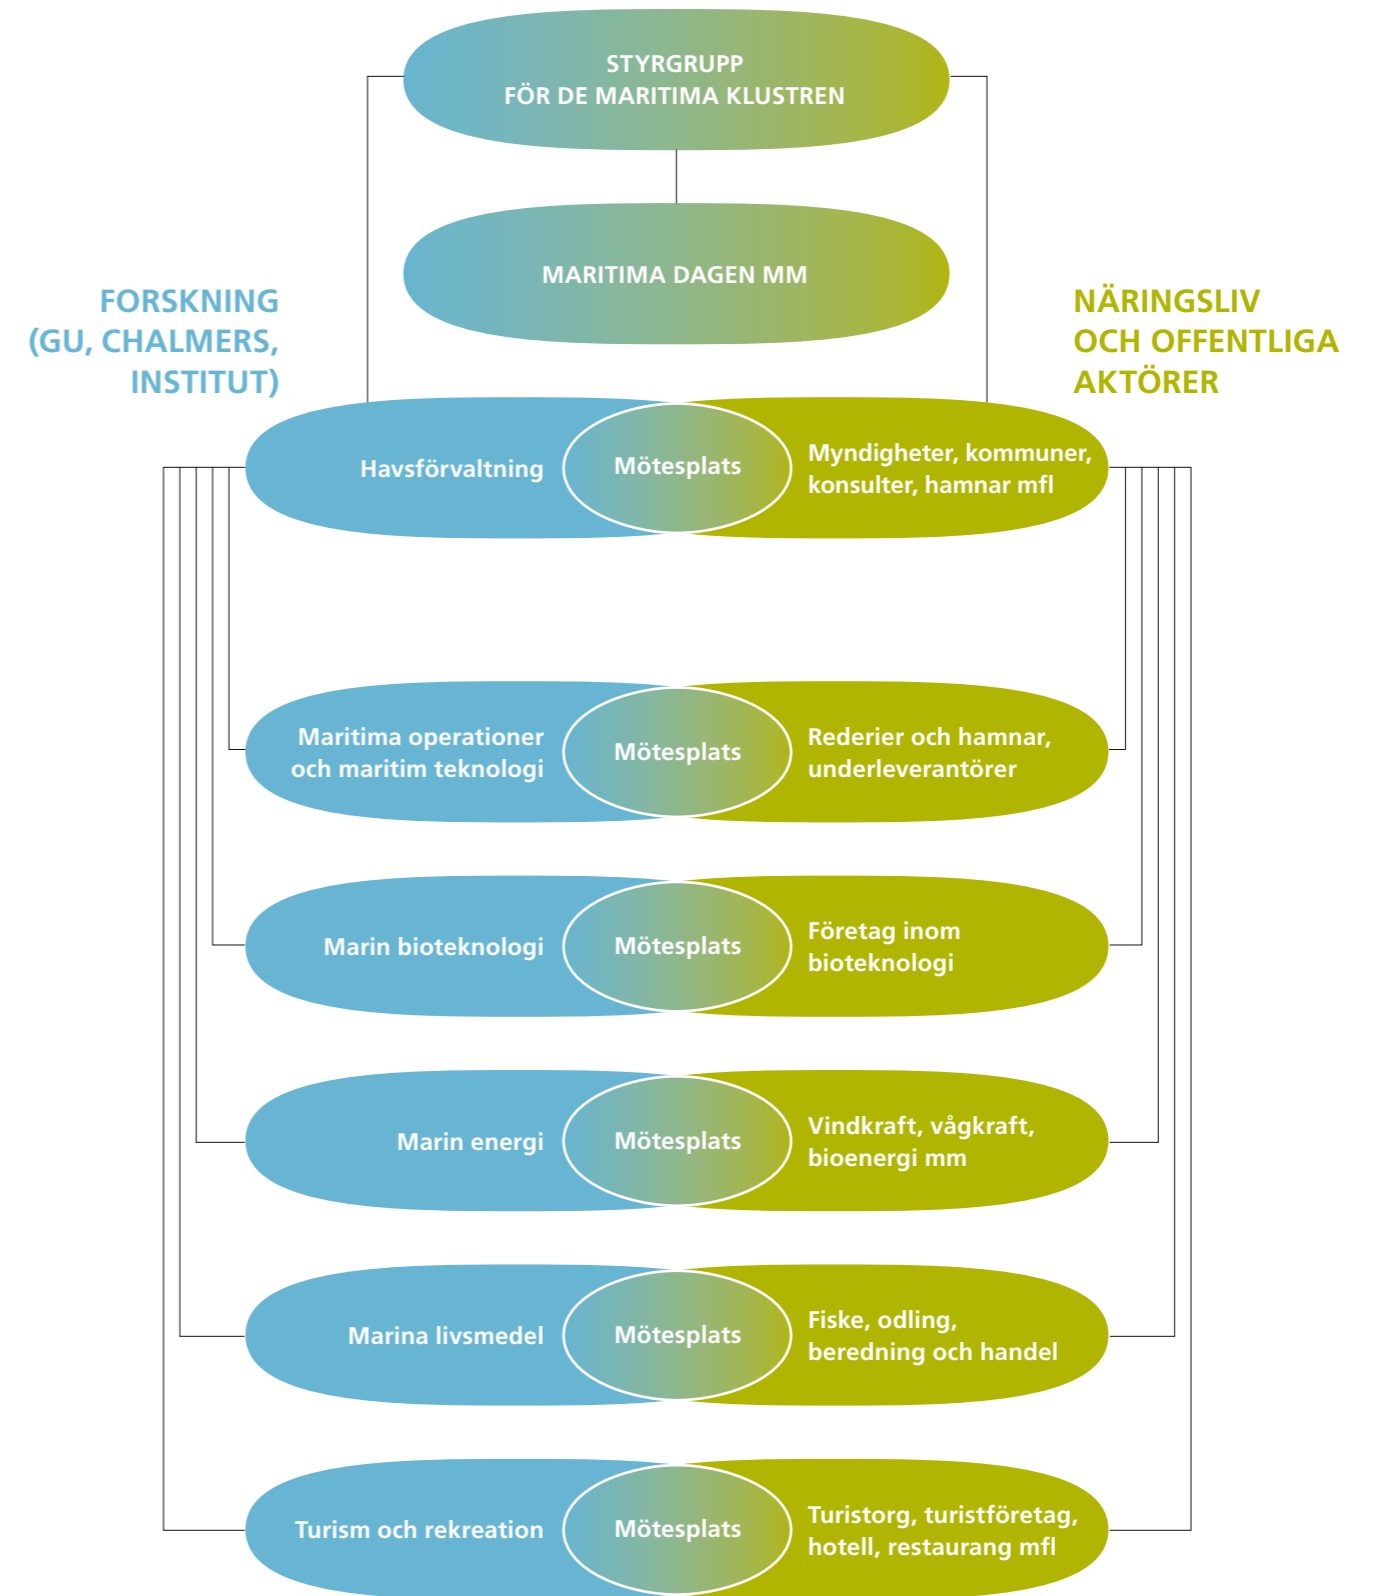 STYRGRUPP
FÖR DE MARITIMA KLUSTREN
MARITIMA DAGEN MM
FORSKNING
(GU, CHALMERS,
INSTITUT)
NÄRINGSLIV
OCH OFFENTLIGA
AKTÖRER
Havsförvaltning
Mötesplats
Myndigheter, kommuner,
konsulter, hamnar mfl
Maritima operationer
och maritim teknologi
Mötesplats
Rederier och hamnar,
underleverantörer
Marin bioteknologi
Mötesplats
Företag inom
bioteknologi
Marin energi
Mötesplats
Vindkraft, vågkraft,
bioenergi mm
Marina livsmedel
Mötesplats
Fiske, odling,
beredning och handel
Turism och rekreation
Mötesplats
Turistorg, turistföretag,
hotell, restaurang mfl